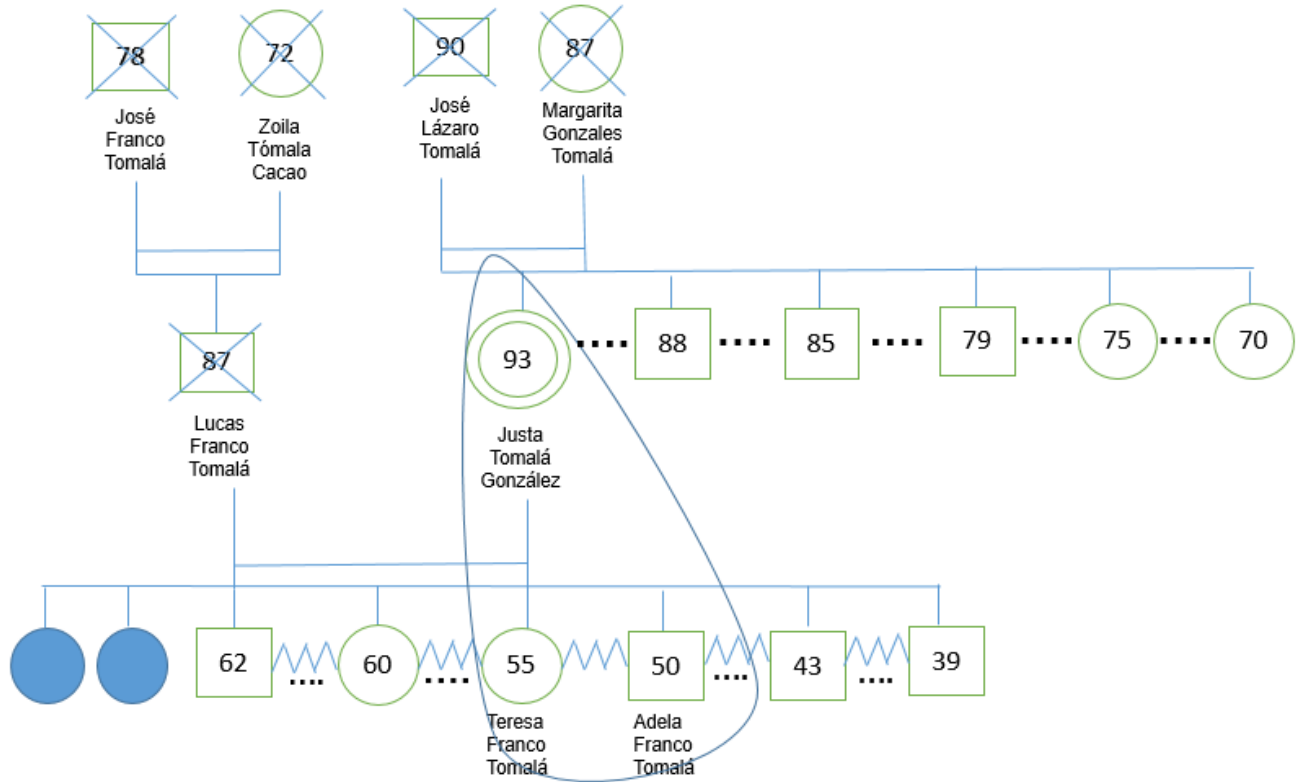 78
72
90
87
José
Franco
Tomalá
Zoila
Tómala
Cacao
José
Lázaro
Tomalá
Margarita
Gonzales
Tomalá
87
93
88
85
79
75
70
Lucas
Franco
Tomalá
Justa
Tomalá
González
62
60
55
50
43
39
Teresa
Franco
Tomalá
Adela
Franco
Tomalá